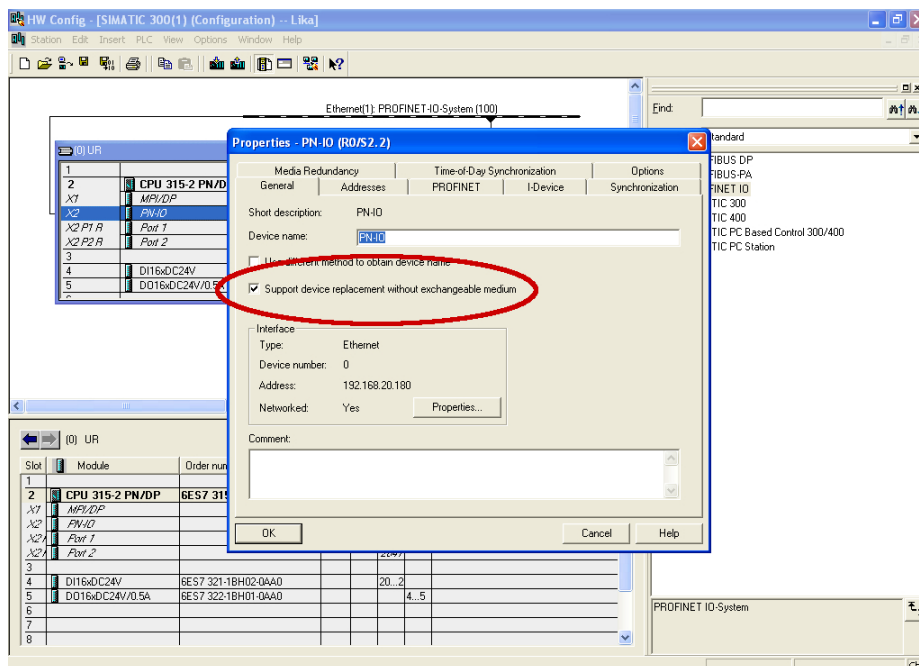 HW Config - [SIMATIC 300(1) (Configuration) -- Lika]
Station Edit Insert PLC View Options Window Help
Ethernet(1): PROFINET-IO-System (100)
Find:
(0) UR
1
2 CPU 315-2 PN/D
X1 MPI/DP
X2 PN-IO
X2 P1 R Port 1
X2 P2 R Port 2
3
4 DI16xDC24V
5 DO16xDC24V/0.5A
tandard
FIBUS DP
FIBUS-PA
FINET IO
TIC 300
TIC 400
TIC PC Based Control 300/400
TIC PC Station
Properties - PN-IO (R0/S2.2)
Media Redundancy Time-of-Day Synchronization Options
General Addresses PROFINET I-Device Synchronization
Short description: PN-IO
Device name: PN-IO
Use different method to obtain device name
Support device replacement without exchangeable medium
Interface
Type: Ethernet
Device number: 0
Address: 192.168.20.180
Networked: Yes Properties...
Comment:
OK Cancel Help
(0) UR
Slot Module Order num
1
2 CPU 315-2 PN/DP 6ES7 315
X1 MPI/DP
X2 PN-IO
X2 Port 1
X2 Port 2 2047
3
4 DI16xDC24V 6ES7 321-1BH02-0AA0 20...2
5 DO16xDC24V/0.5A 6ES7 322-1BH01-0AA0 4...5
6
7
8
PROFINET IO-System